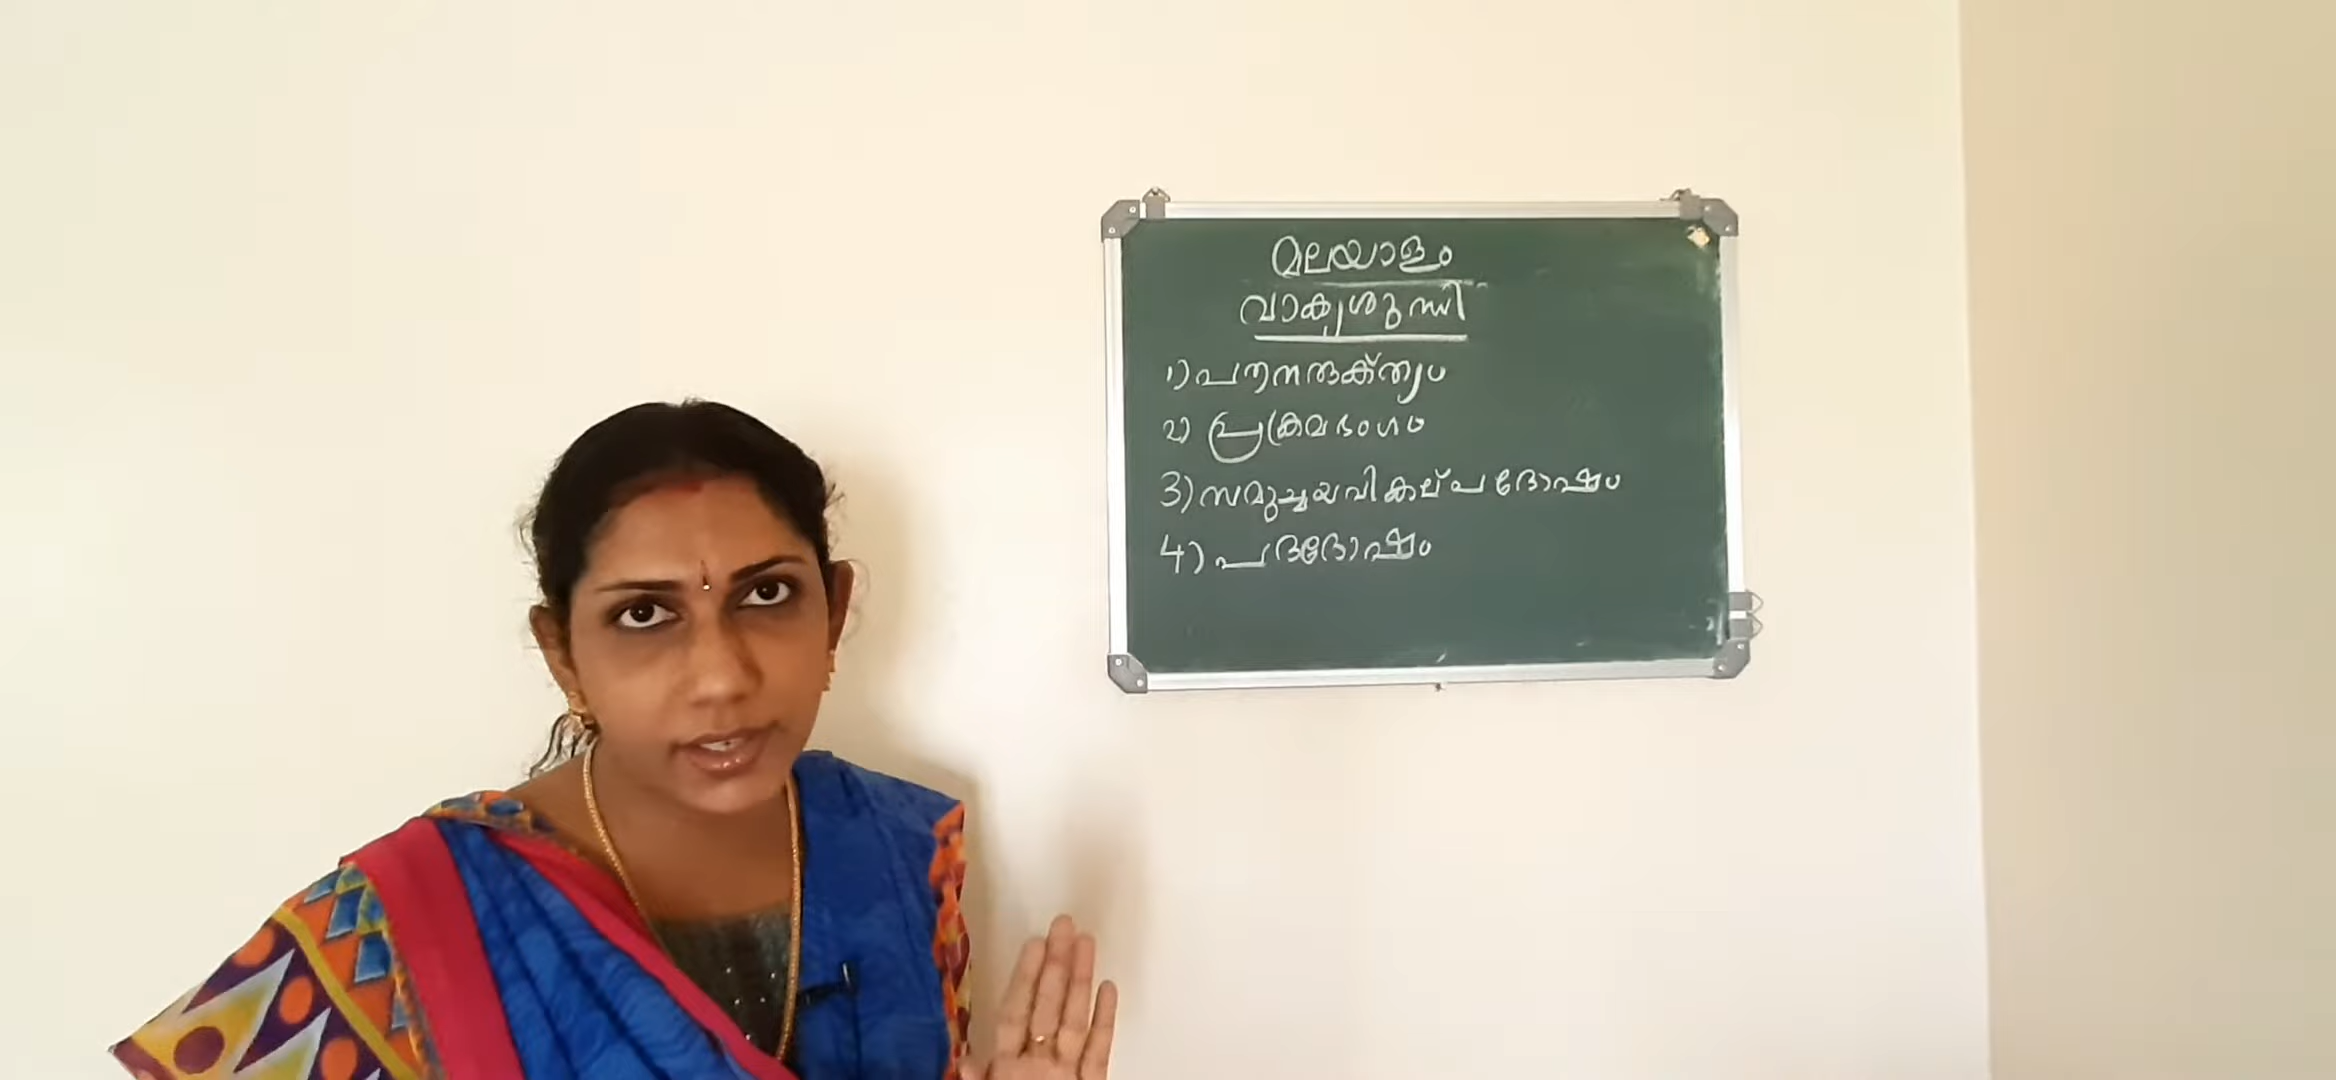 മലയാളം
വാക്യശുദ്ധി
1) പൗനരുക്ത്യം
2) പ്രക്രമഭംഗം
3) സമുച്ചയവികല്പദോഷം
4) പദദോഷം